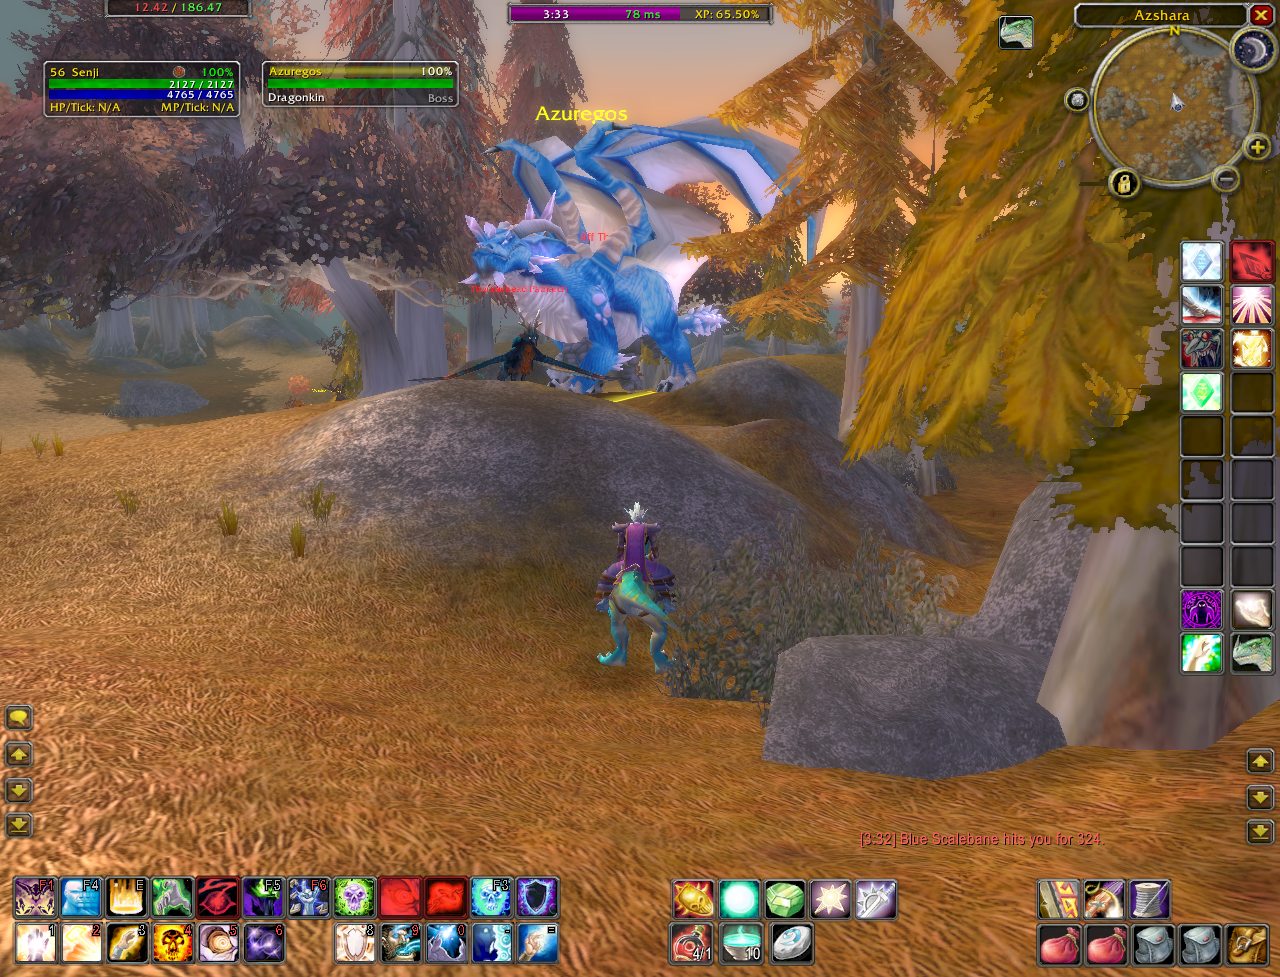 12.42 / 186.47
3:33 78 ms XP: 65.50%
Azshara
N
56 Senji 100%
2127 / 2127
4765 / 4765
HP/Tick: N/A MP/Tick: N/A
Azuregos 100%
Dragonkin Boss
Azuregos
[3:32] Blue Scalebane hits you for 324.
F1 F4 E F5 F6 F3
1 2 3 4 5 6 8 9 0 - =
4/1 10